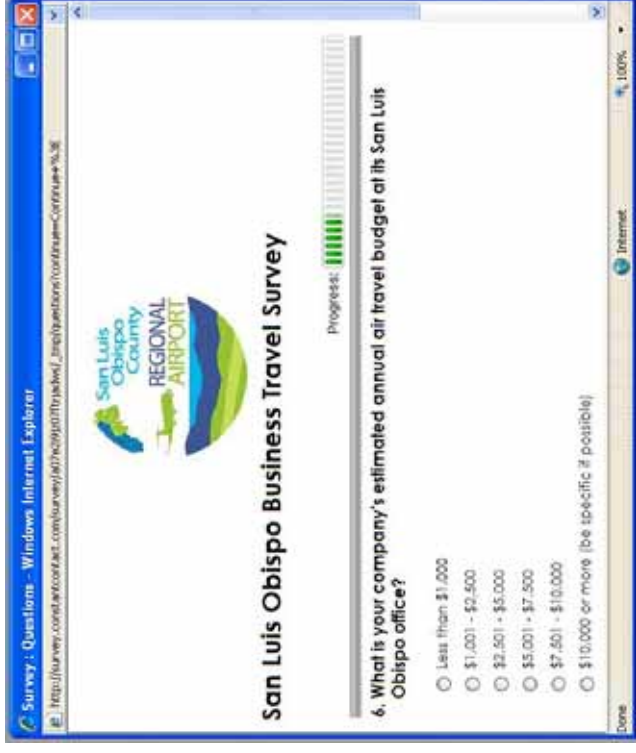 Survey : Questions - Windows Internet Explorer
San Luis
Obispo
County
REGIONAL
AIRPORT
San Luis Obispo Business Travel Survey
Progress:
6. What is your company's estimated annual air travel budget at its San Luis
Obispo office?
Less than $1,000
$1,001 - $2,500
$2,501 - $5,000
$5,001 - $7,500
$7,501 - $10,000
$10,000 or more (be specific if possible)
Done
Internet
100%